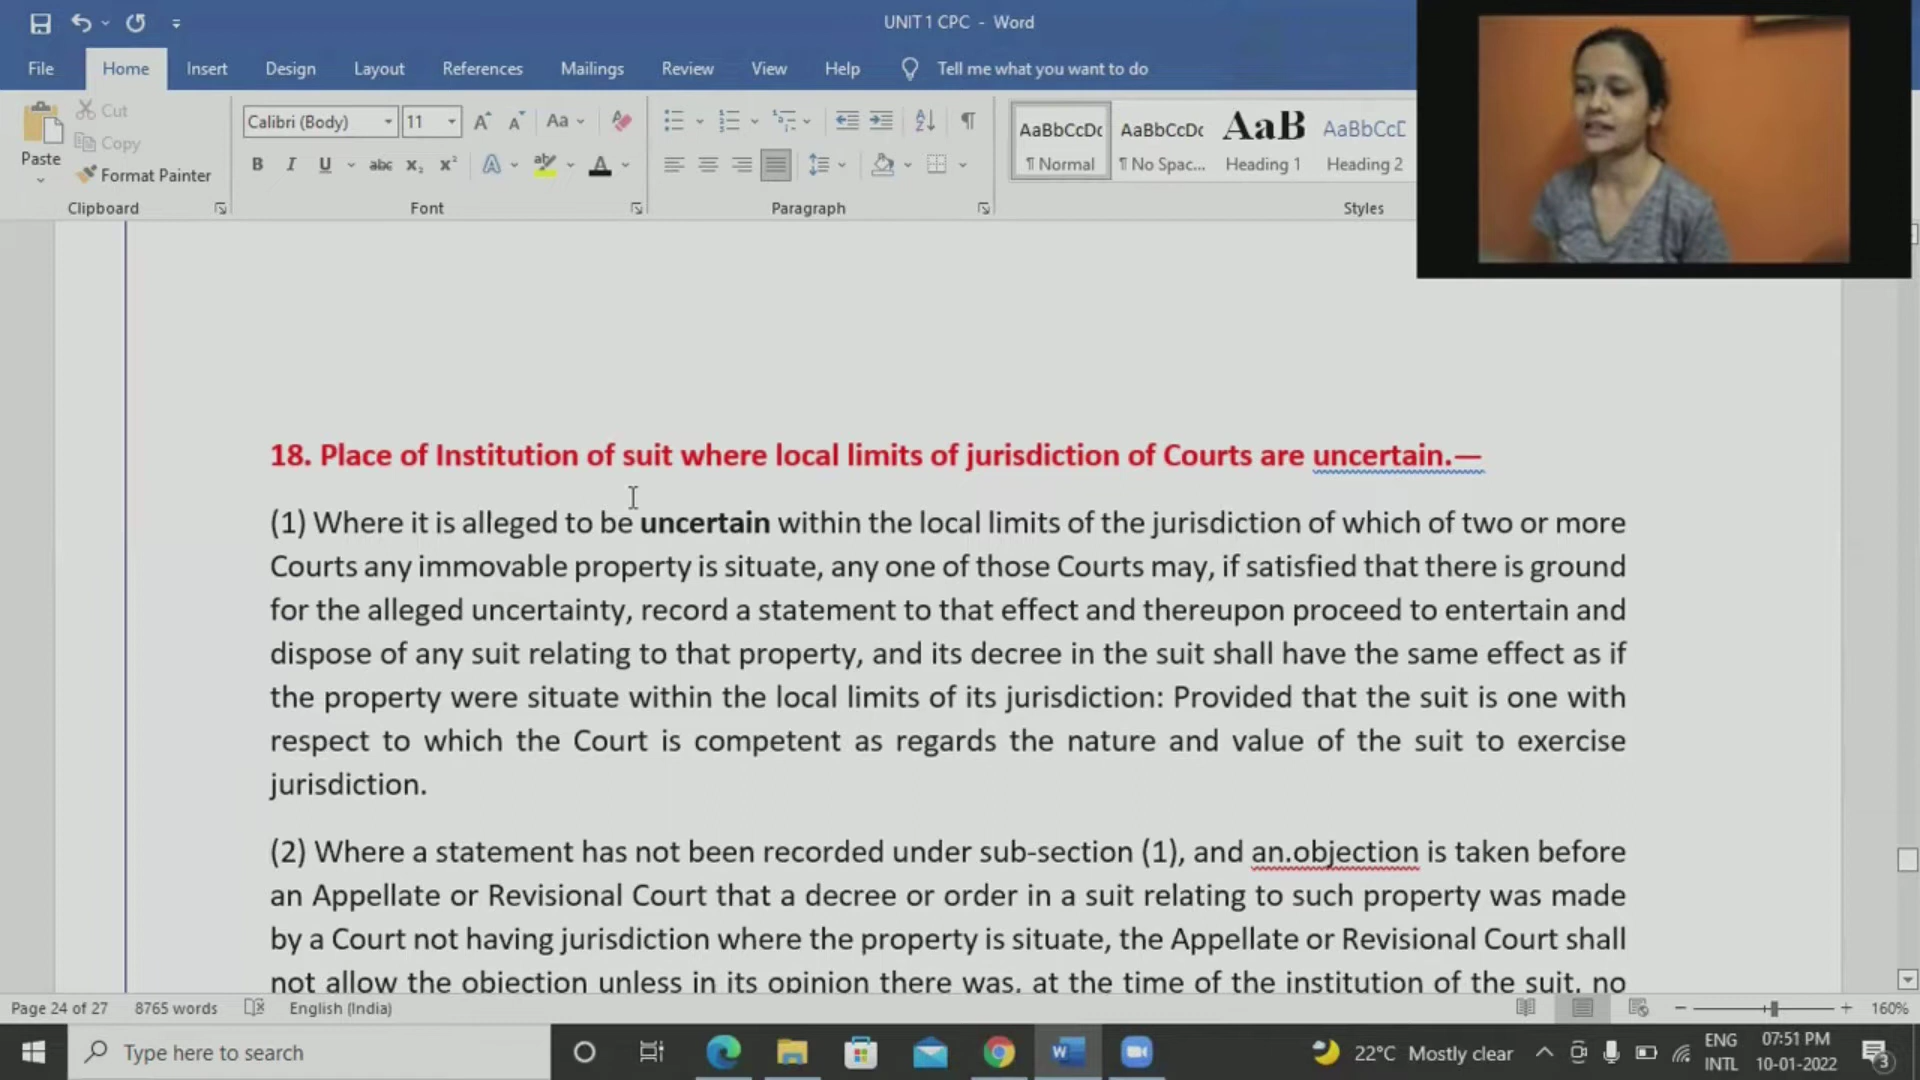 UNIT 1 CPC - Word
File Home Insert Design Layout References Mailings Review View Help Tell me what you want to do
Cut
Copy
Paste
Format Painter
Clipboard
Calibri (Body) 11
Font
Paragraph
AaBbCcDc AaBbCcDc AaB AaBbCcD
¶ Normal ¶ No Spac... Heading 1 Heading 2
Styles
18. Place of Institution of suit where local limits of jurisdiction of Courts are uncertain.—
(1) Where it is alleged to be uncertain within the local limits of the jurisdiction of which of two or more
Courts any immovable property is situate, any one of those Courts may, if satisfied that there is ground
for the alleged uncertainty, record a statement to that effect and thereupon proceed to entertain and
dispose of any suit relating to that property, and its decree in the suit shall have the same effect as if
the property were situate within the local limits of its jurisdiction: Provided that the suit is one with
respect to which the Court is competent as regards the nature and value of the suit to exercise
jurisdiction.
(2) Where a statement has not been recorded under sub-section (1), and an.objection is taken before
an Appellate or Revisional Court that a decree or order in a suit relating to such property was made
by a Court not having jurisdiction where the property is situate, the Appellate or Revisional Court shall
not allow the objection unless in its opinion there was, at the time of the institution of the suit, no
Page 24 of 27 8765 words English (India) 160%
Type here to search
22°C Mostly clear
ENG
INTL
07:51 PM
10-01-2022
3